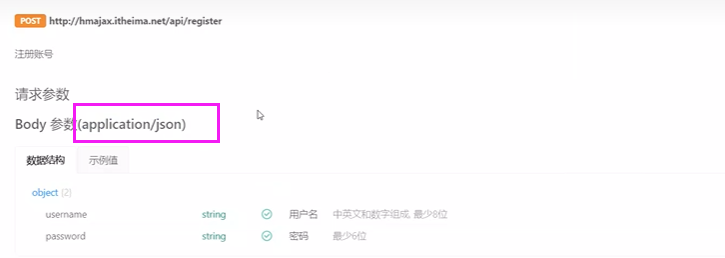 POST http://hmajax.itheima.net/api/register
注册账号
请求参数
Body 参数(application/json)
数据结构 示例值
object {2}
username string 用户名 中英文和数字组成, 最少8位
password string 密码 最少6位